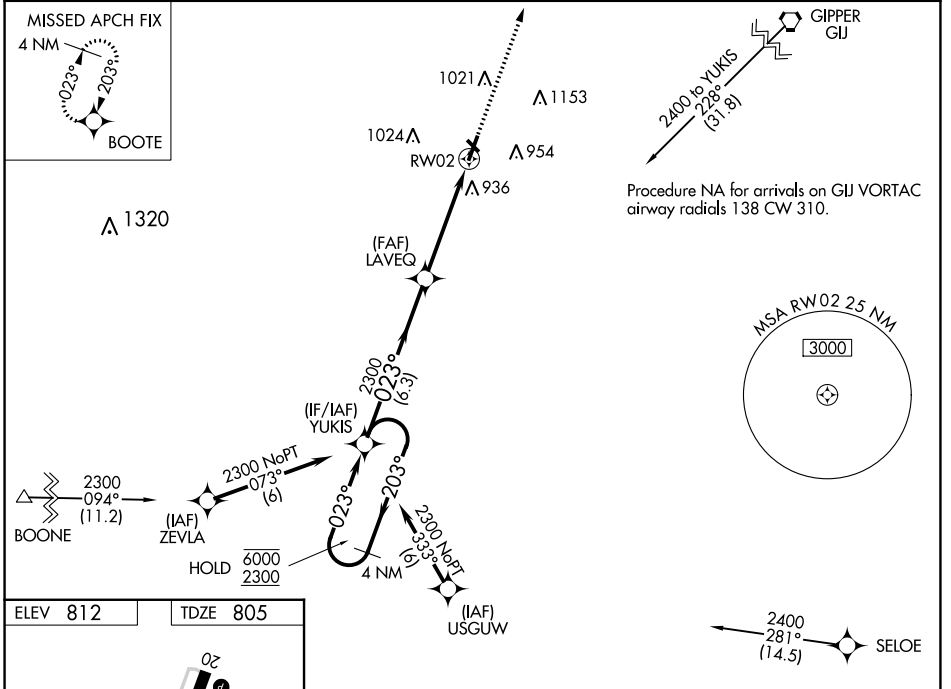 MISSED APCH FIX
4 NM
023°
203°
BOOTE
GIPPER
GIJ
2400 to YUKIS
228°
(31.8)
1021
1153
1024
RW02
954
936
Procedure NA for arrivals on GIJ VORTAC
airway radials 138 CW 310.
1320
(FAF)
LAVEQ
MSA RW02 25 NM
3000
2300
023°
(6.3)
(IF/IAF)
YUKIS
2300 NoPT
073°
(6)
2300
094°
(11.2)
BOONE
(IAF)
ZEVLA
023°
203°
HOLD
6000
2300
4 NM
2300 NoPT
333°
(6)
(IAF)
USGUW
2400
281°
(14.5)
SELOE
ELEV 812
TDZE 805
20
P